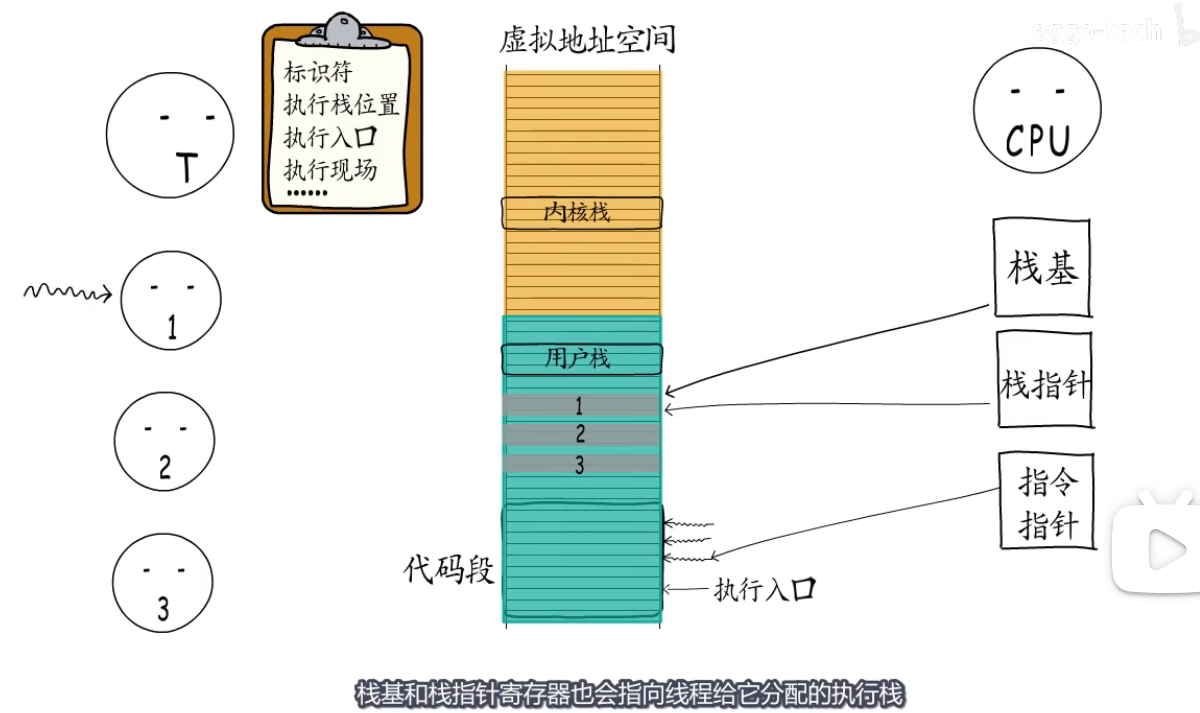 eggo-tech
虚拟地址空间
标识符
执行栈位置
执行入口
执行现场
......
T
CPU
内核栈
栈基
1
用户栈
栈指针
1
2
3
2
指令
指针
代码段
执行入口
3
栈基和栈指针寄存器也会指向线程给它分配的执行栈